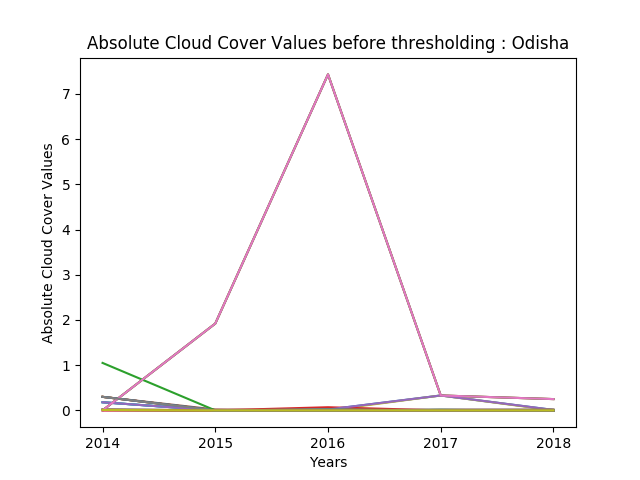 Absolute Cloud Cover Values before thresholding : Odisha
Absolute Cloud Cover Values
7
6
5
4
3
2
1
0
2014 2015 2016 2017 2018
Years